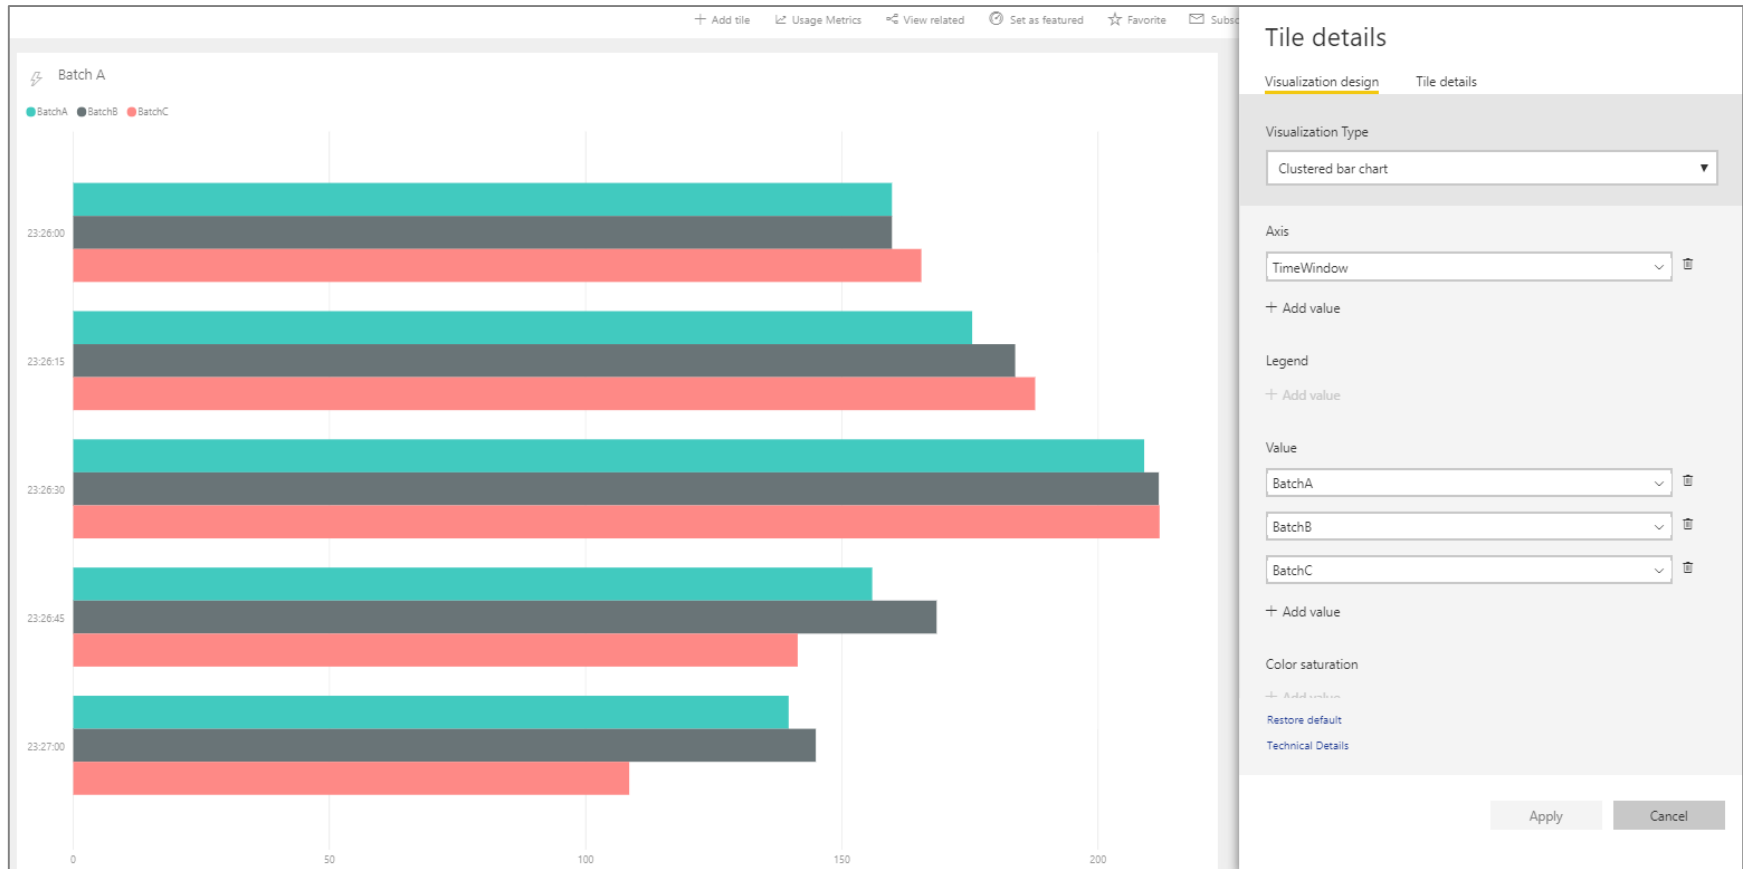 Add tile Usage Metrics View related Set as featured Favorite Subsc
Batch A
BatchA BatchB BatchC
23:26:00
23:26:15
23:26:30
23:26:45
23:27:00
0 50 100 150 200
Tile details
Visualization design Tile details
Visualization Type
Clustered bar chart
Axis
TimeWindow
+ Add value
Legend
+ Add value
Value
BatchA
BatchB
BatchC
+ Add value
Color saturation
+ Add value
Restore default
Technical Details
Apply Cancel